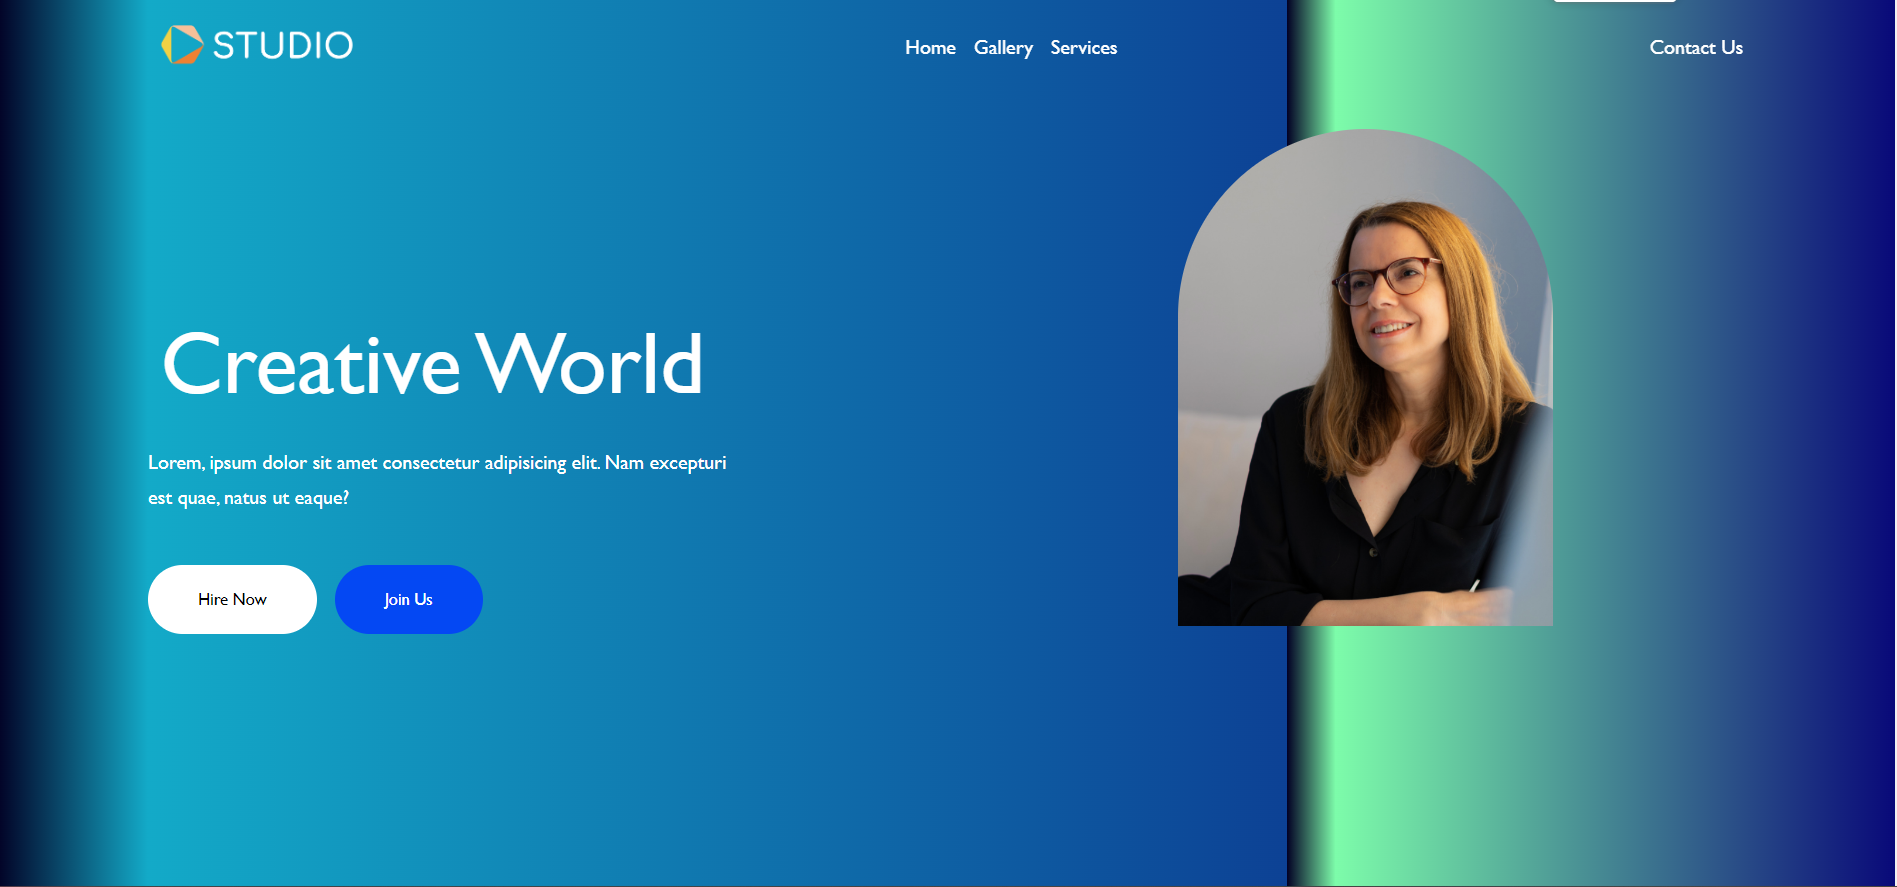 STUDIO
Home Gallery Services
Contact Us
Creative World
Lorem, ipsum dolor sit amet consectetur adipisicing elit. Nam excepturi
est quae, natus ut eaque?
Hire Now
Join Us